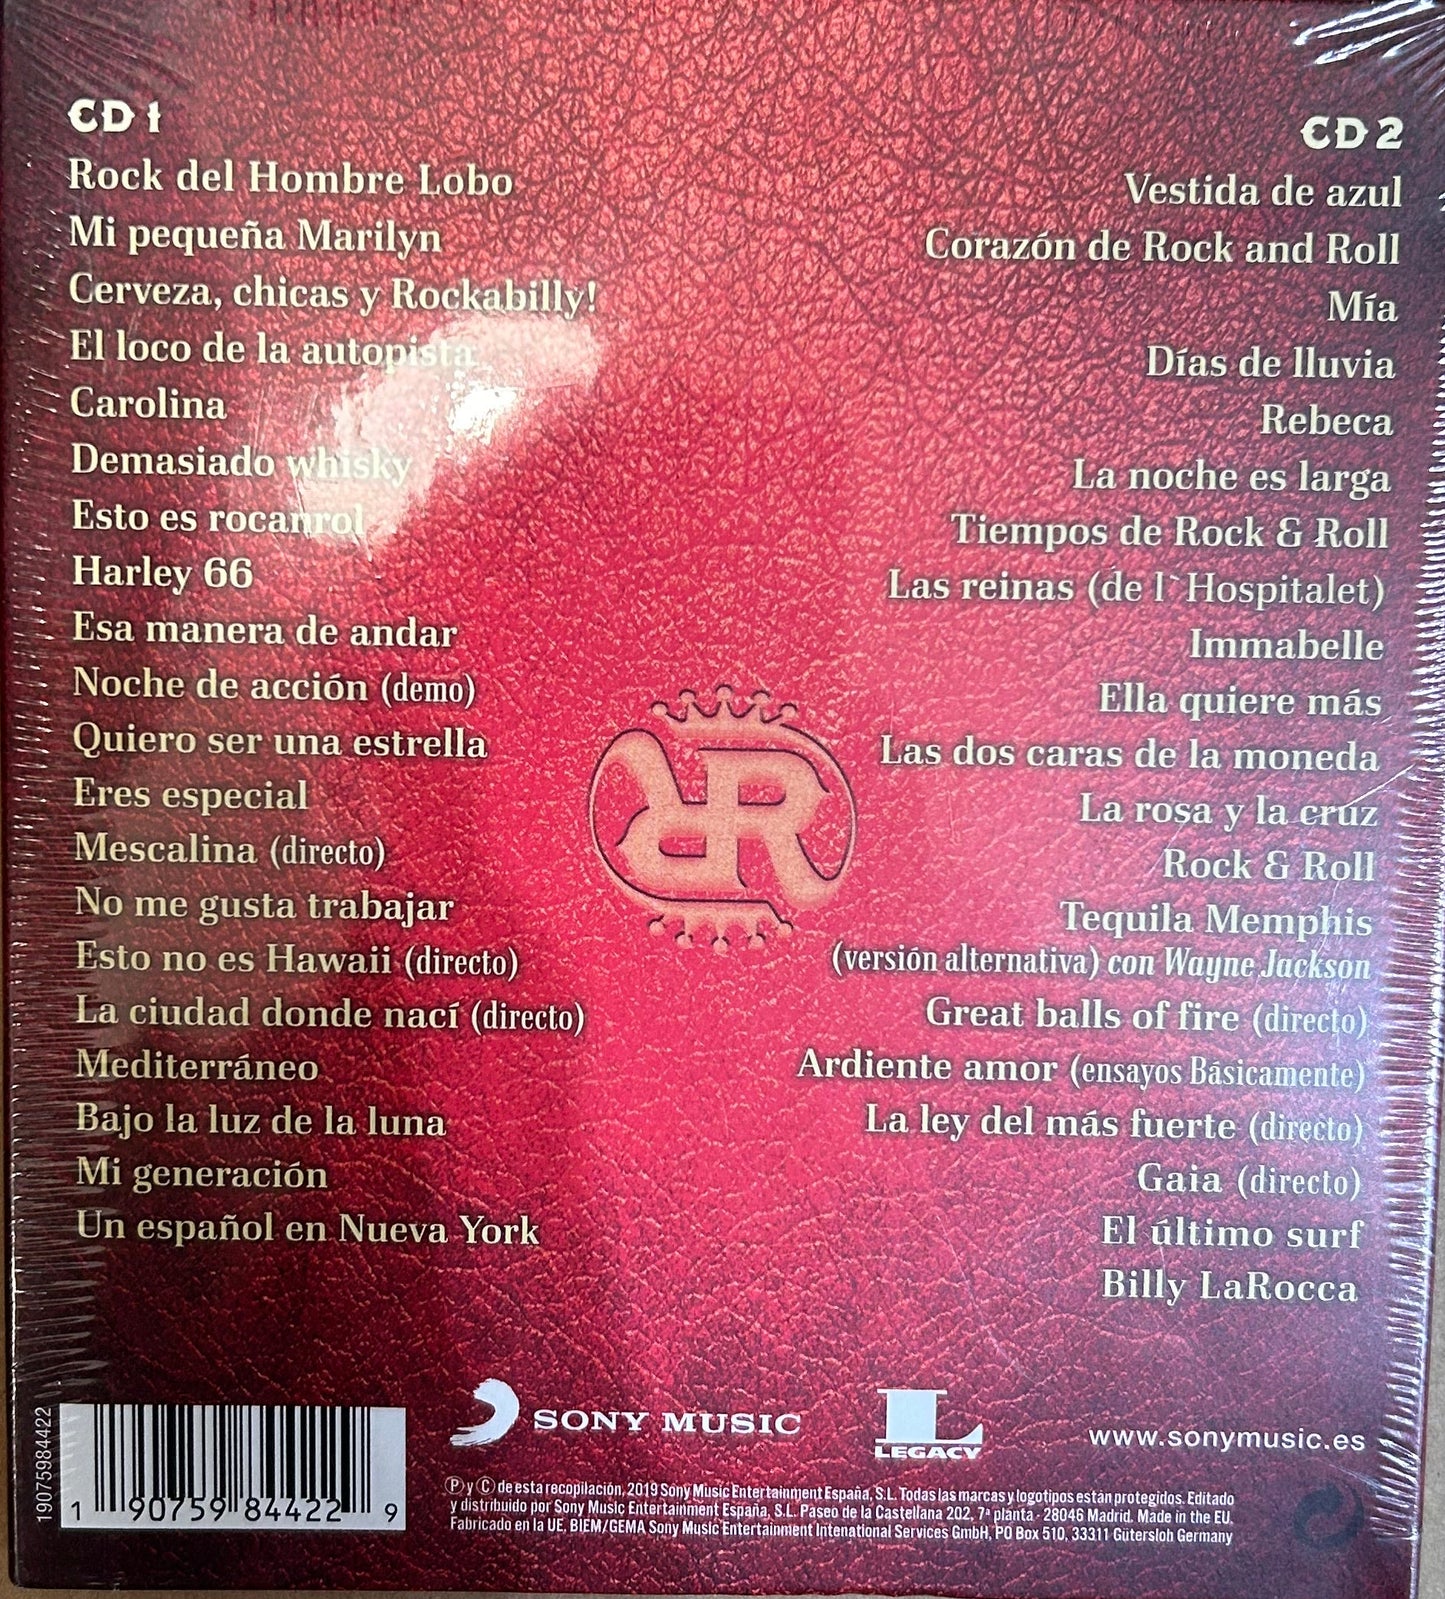 CD 1
Rock del Hombre Lobo
Mi pequeña Marilyn
Cerveza, chicas y Rockabilly!
El loco de la autopista
Carolina
Demasiado whisky
Esto es rocanrol
Harley 66
Esa manera de andar
Noche de acción (demo)
Quiero ser una estrella
Eres especial
Mescalina (directo)
No me gusta trabajar
Esto no es Hawaii (directo)
La ciudad donde nací (directo)
Mediterráneo
Bajo la luz de la luna
Mi generación
Un español en Nueva York
CD 2
Vestida de azul
Corazón de Rock and Roll
Mía
Días de lluvia
Rebeca
La noche es larga
Tiempos de Rock & Roll
Las reinas (de l`Hospitalet)
Immabelle
Ella quiere más
Las dos caras de la moneda
La rosa y la cruz
Rock & Roll
Tequila Memphis
(versión alternativa) con Wayne Jackson
Great balls of fire (directo)
Ardiente amor (ensayos Básicamente)
La ley del más fuerte (directo)
Gaia (directo)
El último surf
Billy LaRocca
RR
19075984422
1 90759 84422 9
SONY MUSIC
L
LEGACY
www.sonymusic.es
Ⓟ y Ⓒ de esta recopilación, 2019 Sony Music Entertainment España, S.L. Todas las marcas y logotipos están protegidos. Editado
y distribuido por Sony Music Entertainment España, S.L. Paseo de la Castellana 202, 7ª planta - 28046 Madrid. Made in the EU.
Fabricado en la UE, BIEM/GEMA Sony Music Entertainment Intenational Services GmbH, PO Box 510, 33311 Gütersloh Germany